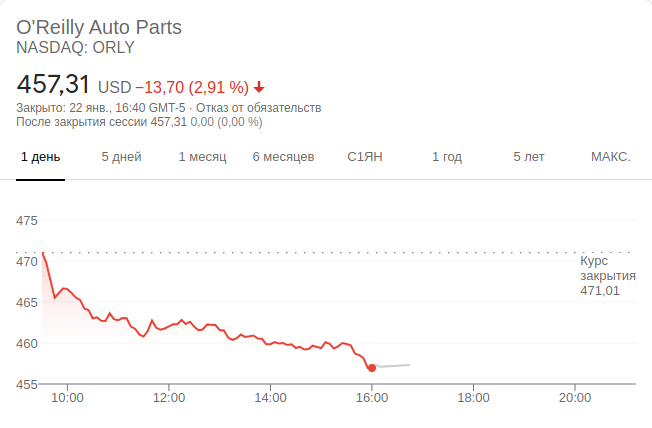 O'Reilly Auto Parts
NASDAQ: ORLY
457,31 USD −13,70 (2,91 %)
Закрыто: 22 янв., 16:40 GMT-5 · Отказ от обязательств
После закрытия сессии 457,31 0,00 (0,00 %)
1 день 5 дней 1 месяц 6 месяцев С1ЯН 1 год 5 лет МАКС.
475
470
465
460
455
Курс
закрытия
471,01
10:00 12:00 14:00 16:00 18:00 20:00